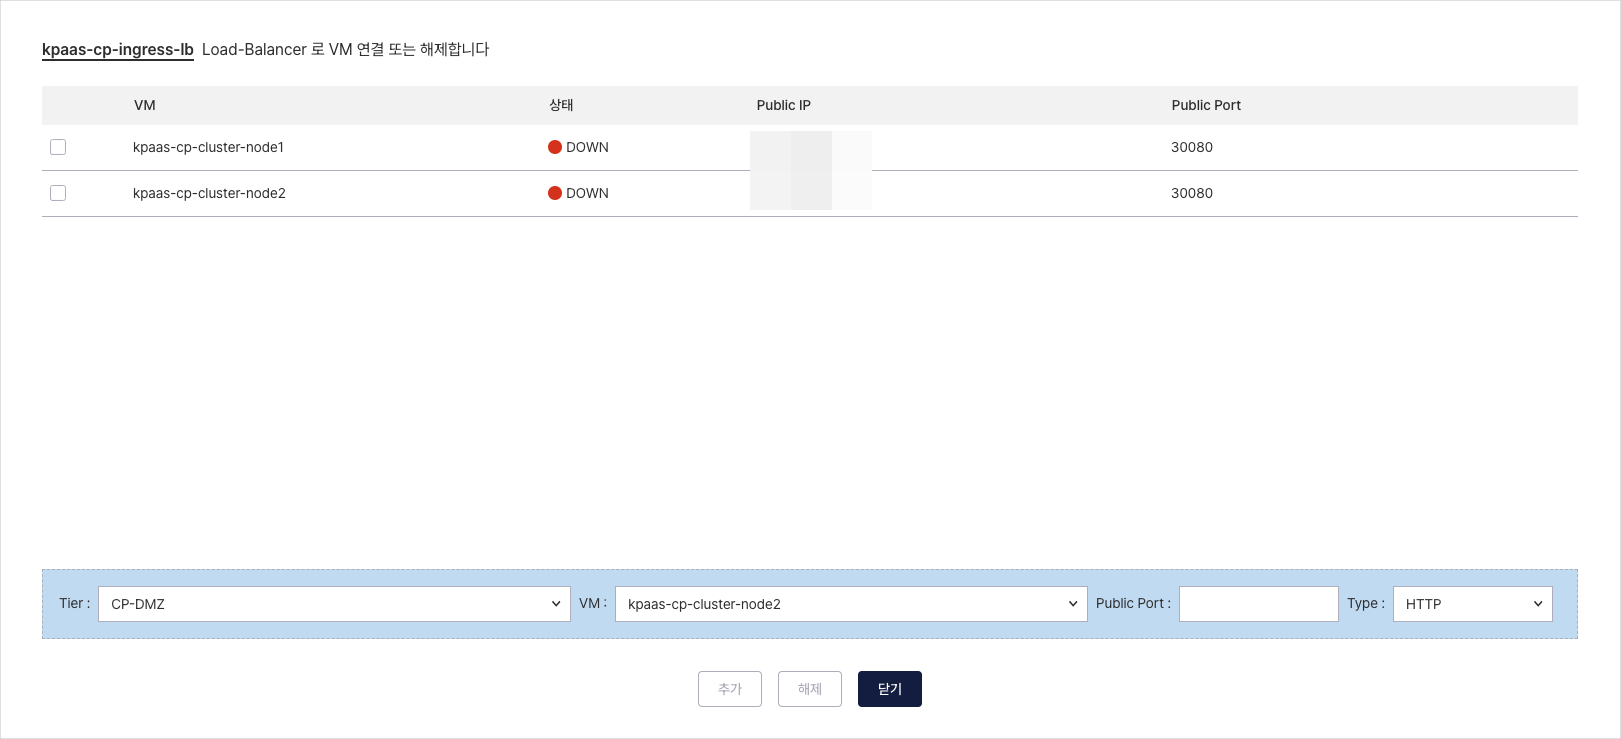 kpaas-cp-ingress-lb Load-Balancer 로 VM 연결 또는 해제합니다
VM 상태 Public IP Public Port
kpaas-cp-cluster-node1 DOWN 30080
kpaas-cp-cluster-node2 DOWN 30080
Tier : CP-DMZ VM : kpaas-cp-cluster-node2 Public Port : Type : HTTP
추가 해제 닫기